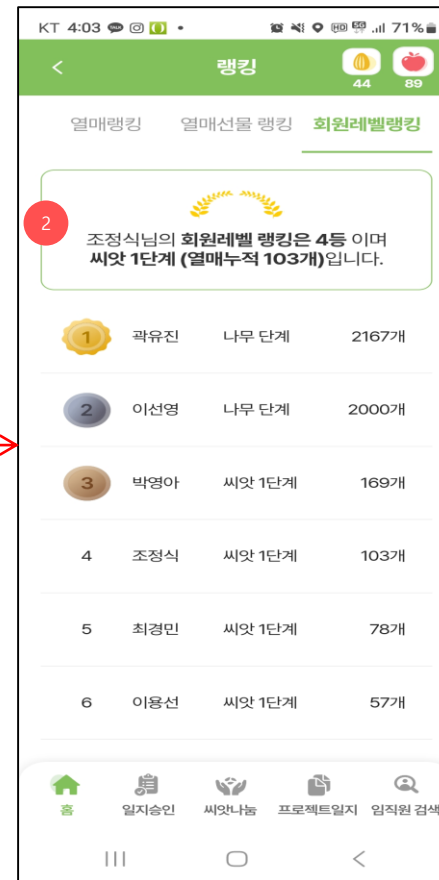 KT 4:03
71%
랭킹
44 89
열매랭킹 열매선물 랭킹 회원레벨랭킹
2
조정식님의 회원레벨 랭킹은 4등 이며
씨앗 1단계 (열매누적 103개)입니다.
1 곽유진 나무 단계 2167개
2 이선영 나무 단계 2000개
3 박영아 씨앗 1단계 169개
4 조정식 씨앗 1단계 103개
5 최경민 씨앗 1단계 78개
6 이용선 씨앗 1단계 57개
홈 일지승인 씨앗나눔 프로젝트일지 임직원 검색